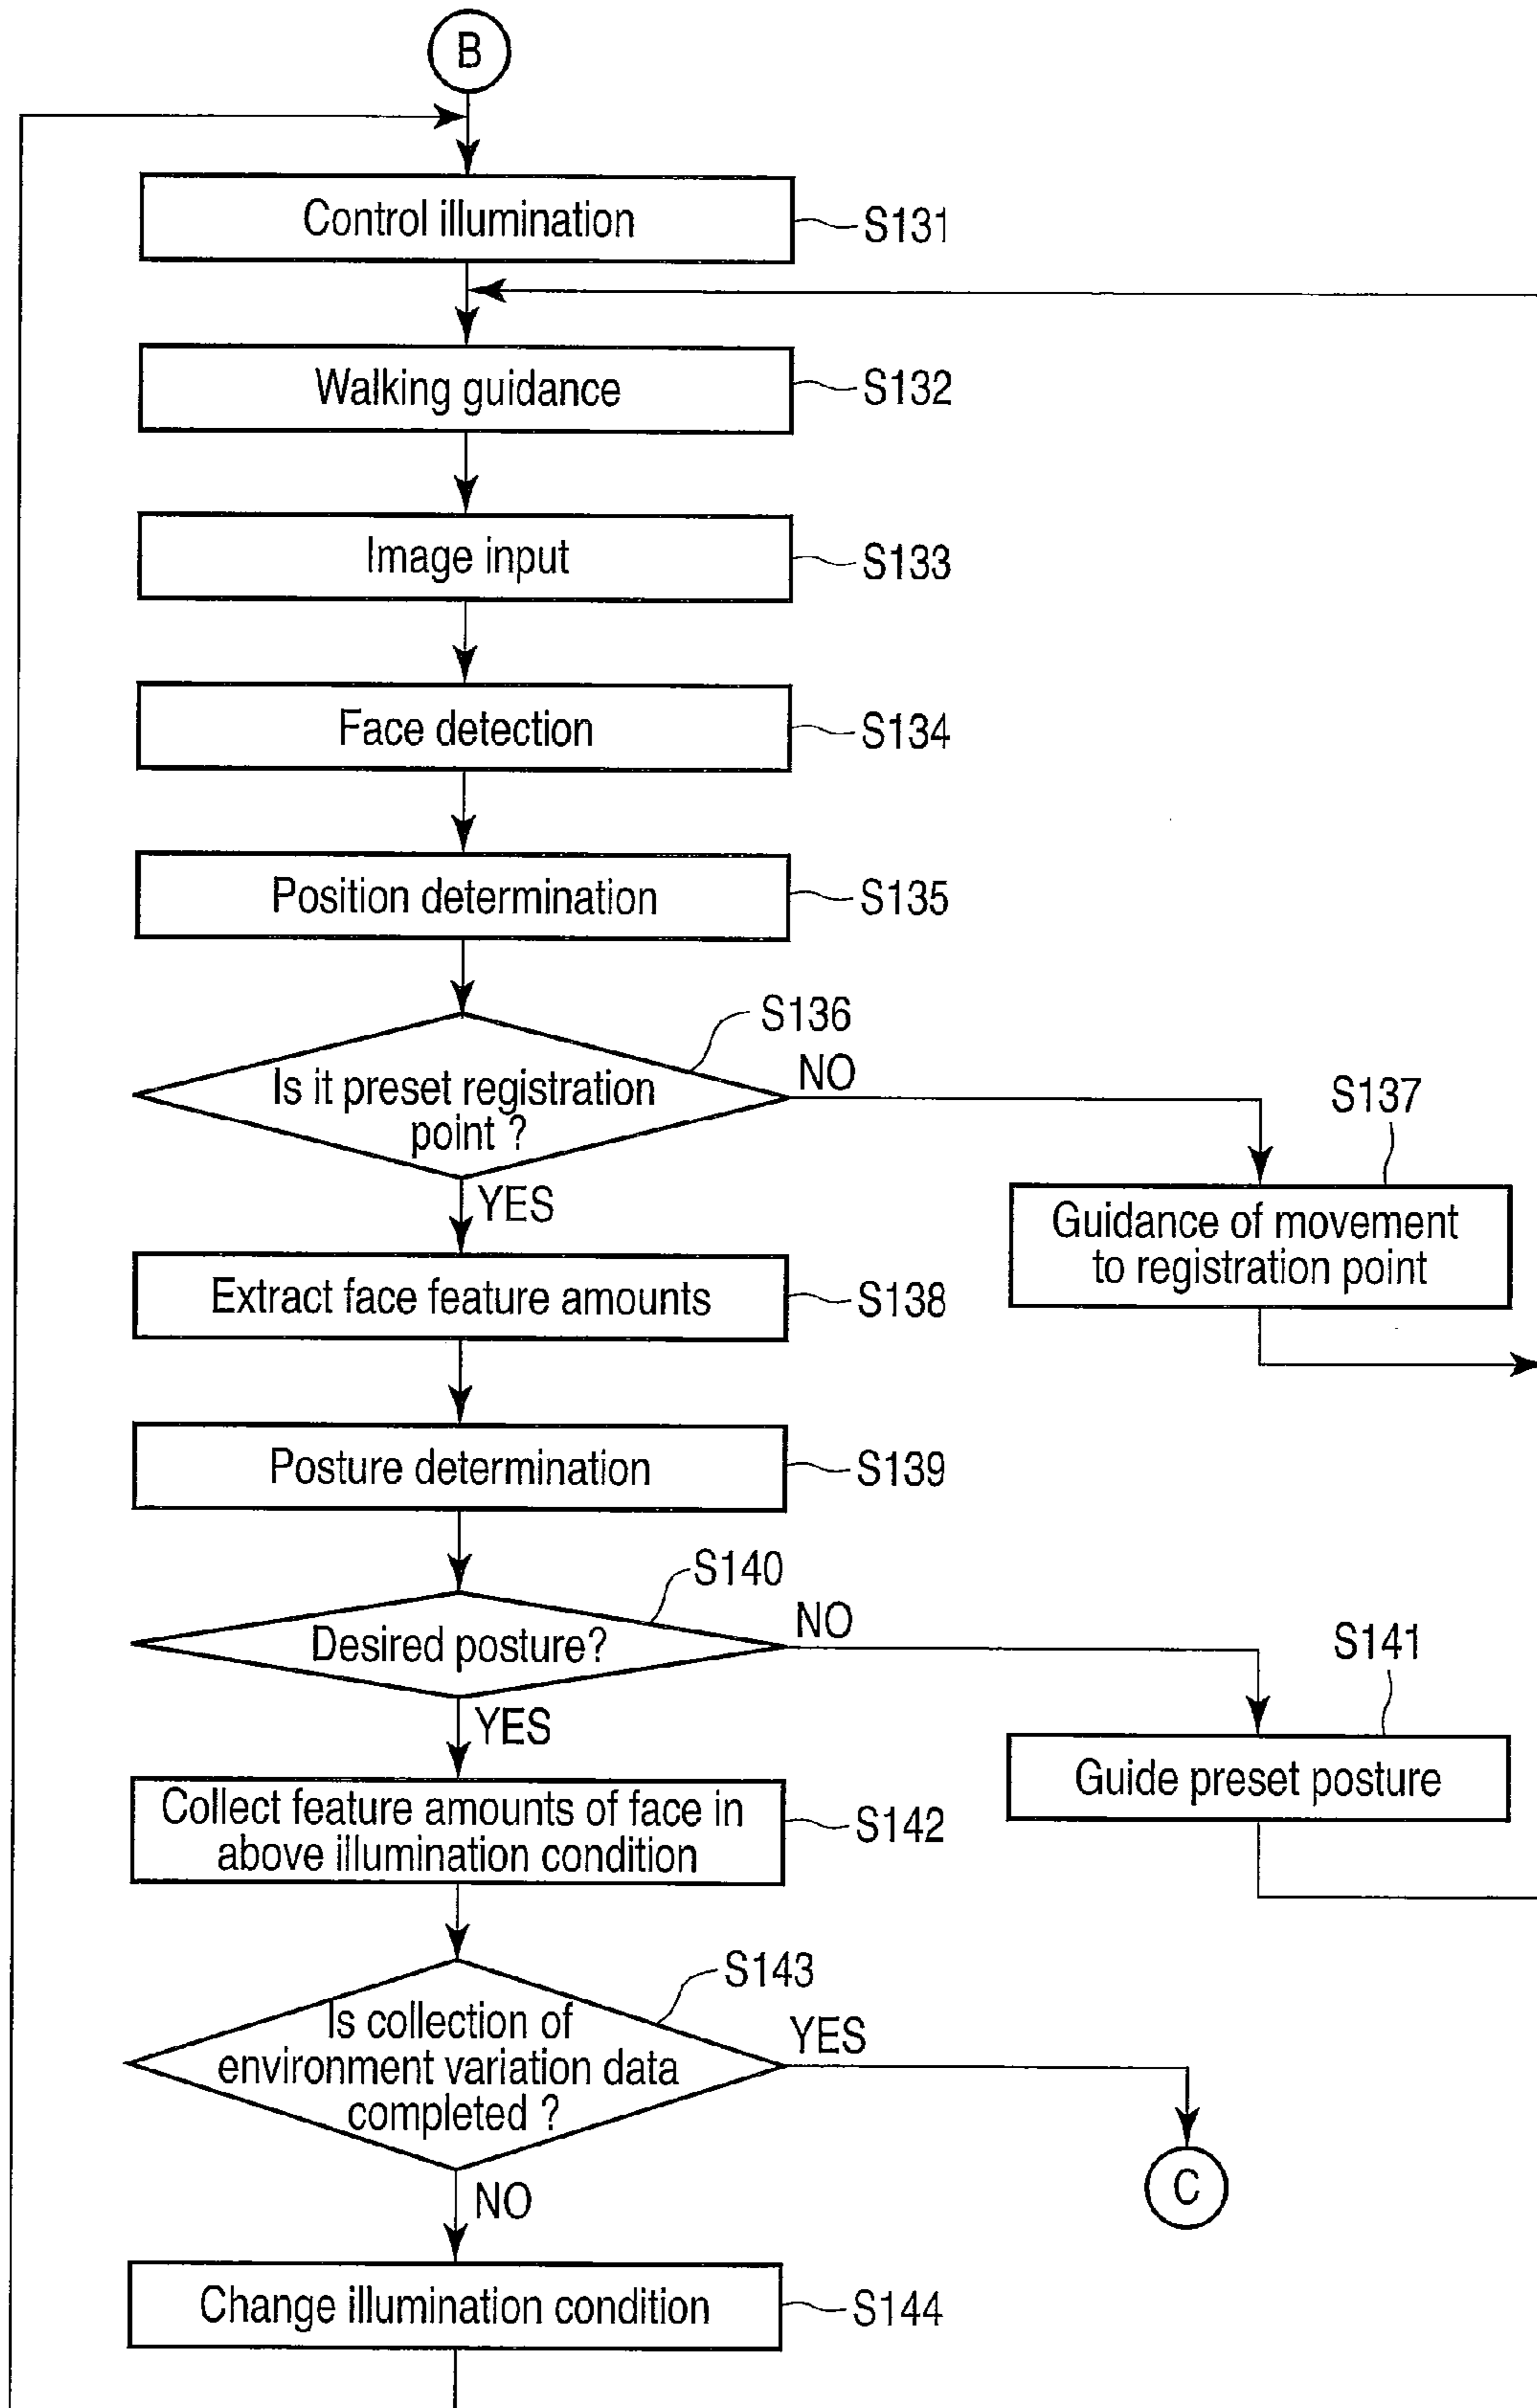 B
Control illumination
S131
Walking guidance
S132
Image input
S133
Face detection
S134
Position determination
S135
S136
Is it preset registration
point ?
NO
YES
S137
Guidance of movement
to registration point
Extract face feature amounts
S138
Posture determination
S139
S140
Desired posture?
NO
YES
S141
Guide preset posture
Collect feature amounts of face in
above illumination condition
S142
S143
Is collection of
environment variation data
completed ?
YES
NO
C
Change illumination condition
S144